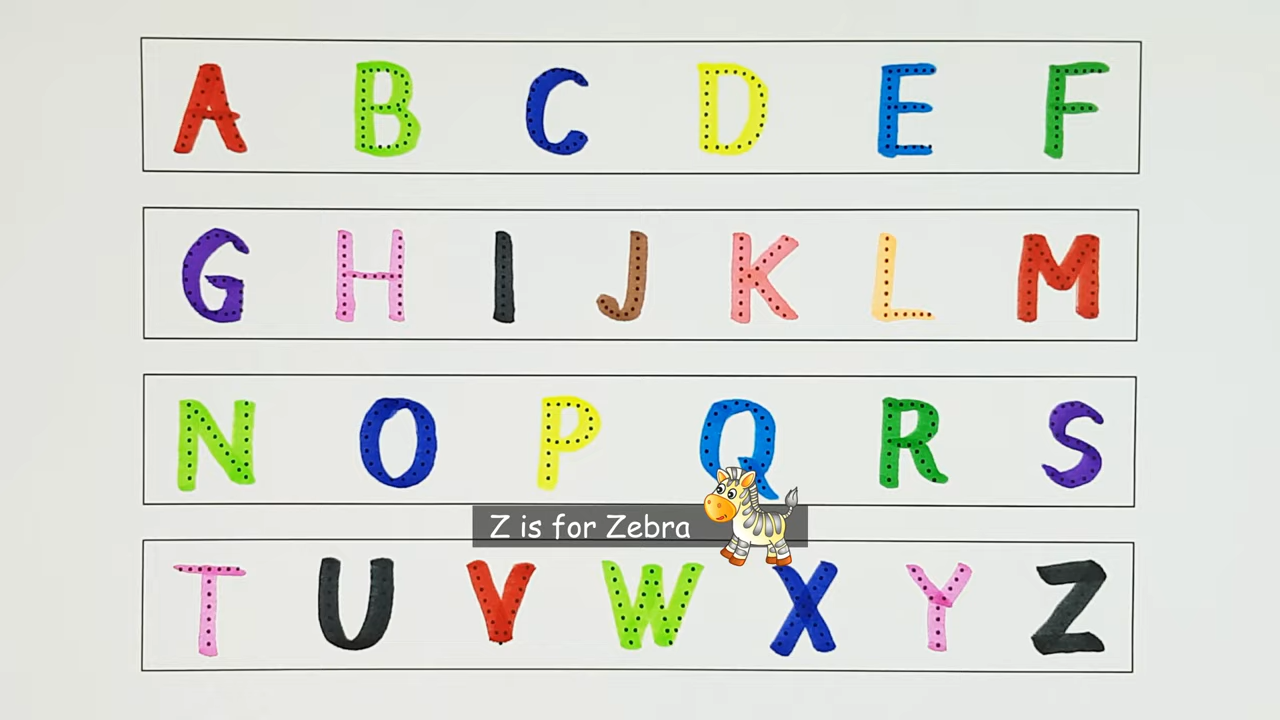 A B C D E F
G H I J K L M
N O P Q R S
Z is for Zebra
T U V W X Y Z